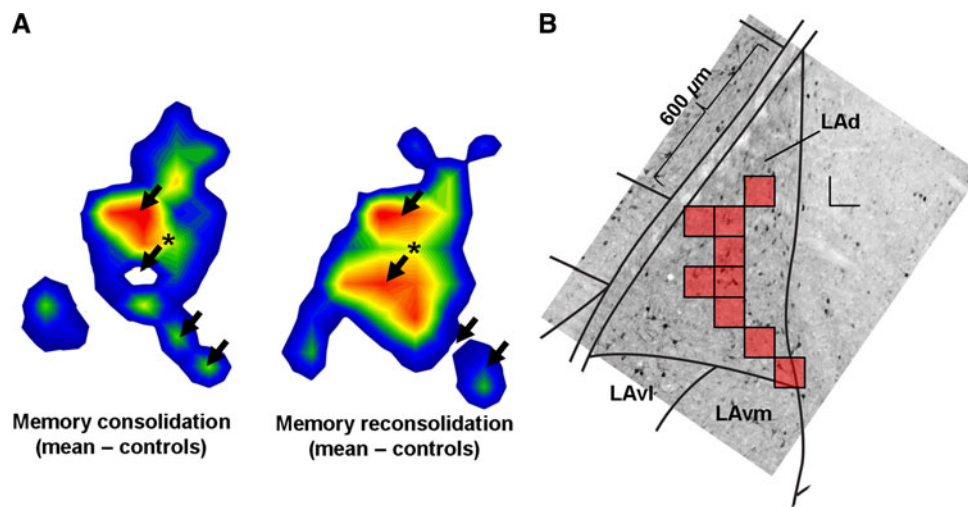 A
B
600 µm
LAd
*
*
LAvl
LAvm
Memory consolidation
(mean – controls)
Memory reconsolidation
(mean – controls)